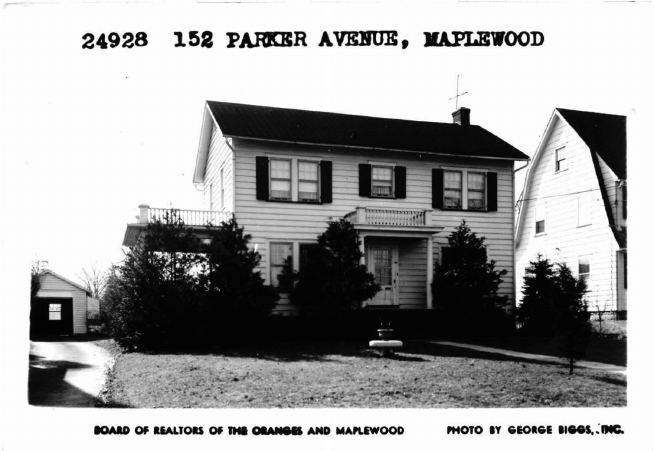 24928 152 PARKER AVENUE, MAPLEWOOD
BOARD OF REALTORS OF THE ORANGES AND MAPLEWOOD PHOTO BY GEORGE BIGGS, INC.